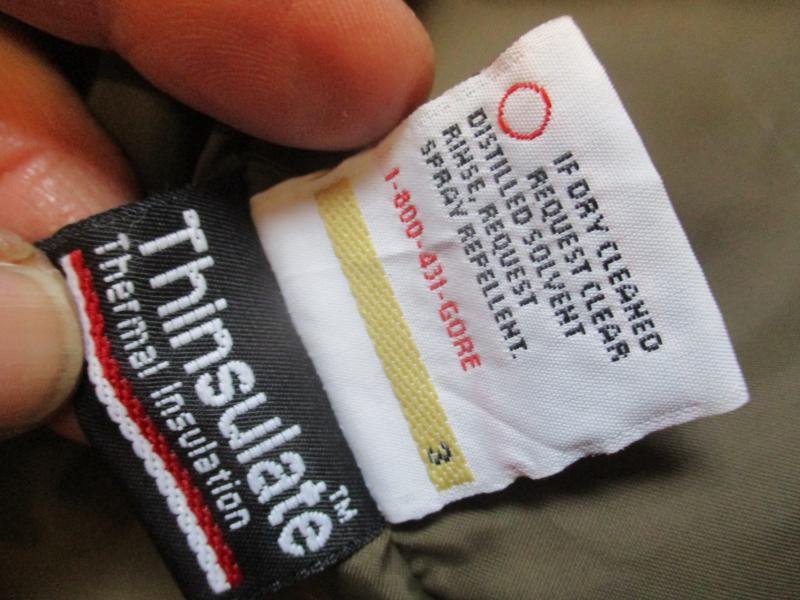 IF DRY CLEANED
REQUEST CLEAR
DISTILLED SOLVENT
RINSE, REQUEST
SPRAY REPELLENT.
1-800-431-GORE
3
Thinsulate™
Thermal Insulation